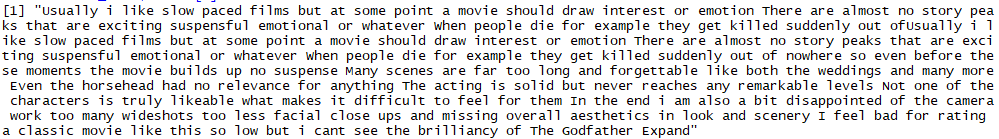 [1] "Usually i like slow paced films but at some point a movie should draw interest or emotion There are almost no story pea
ks that are exciting suspensful emotional or whatever When people die for example they get killed suddenly out ofUsually i l
ike slow paced films but at some point a movie should draw interest or emotion There are almost no story peaks that are exci
ting suspensful emotional or whatever When people die for example they get killed suddenly out of nowhere so even before the
se moments the movie builds up no suspense Many scenes are far too long and forgettable like both the weddings and many more
Even the horsehead had no relevance for anything The acting is solid but never reaches any remarkable levels Not one of the
characters is truly likeable what makes it difficult to feel for them In the end i am also a bit disappointed of the camera
work too many wideshots too less facial close ups and missing overall aesthetics in look and scenery I feel bad for rating
a classic movie like this so low but i cant see the brilliancy of The Godfather Expand"